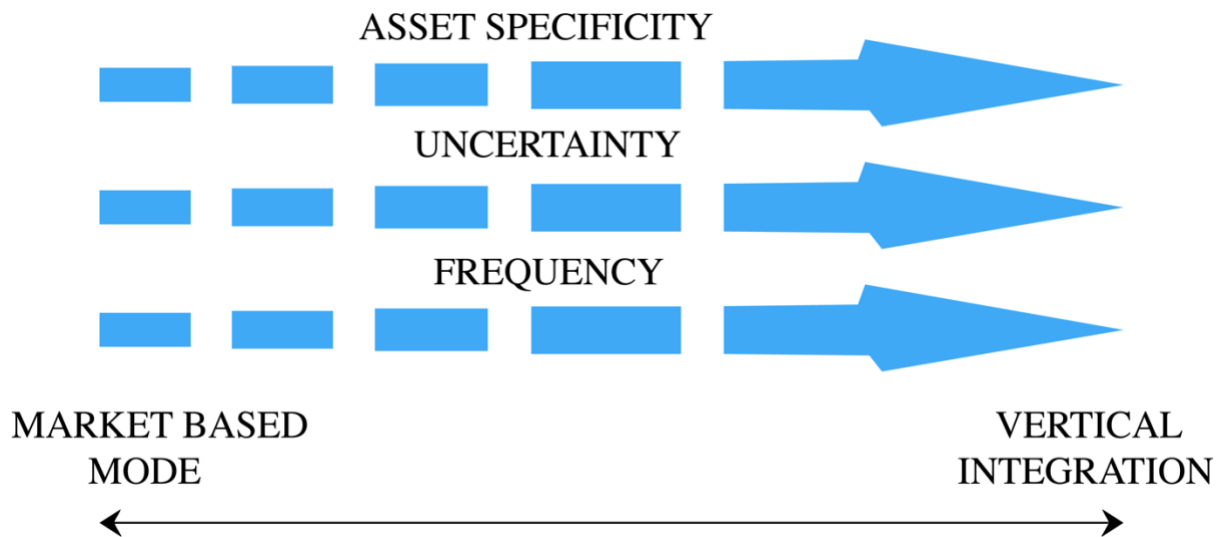 ASSET SPECIFICITY
UNCERTAINTY
FREQUENCY
MARKET BASED
MODE
VERTICAL
INTEGRATION